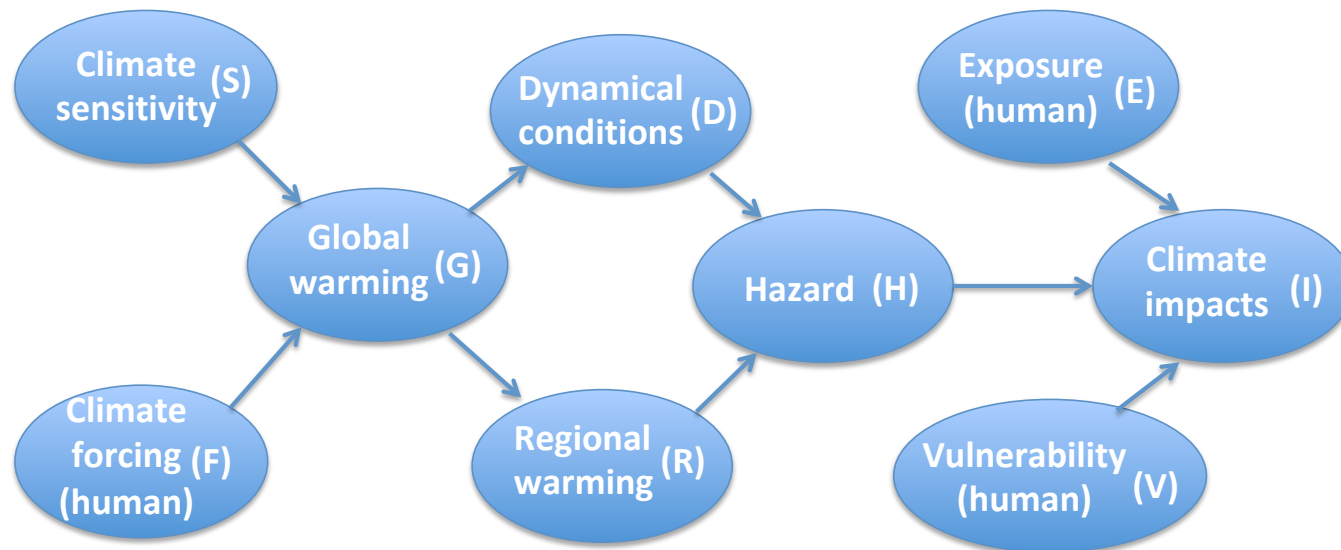 Climate (S)
sensitivity
Dynamical (D)
conditions
Exposure (E)
(human)
Global (G)
warming
Hazard (H)
Climate (I)
impacts
Climate
forcing (F)
(human)
Regional (R)
warming
Vulnerability (V)
(human)